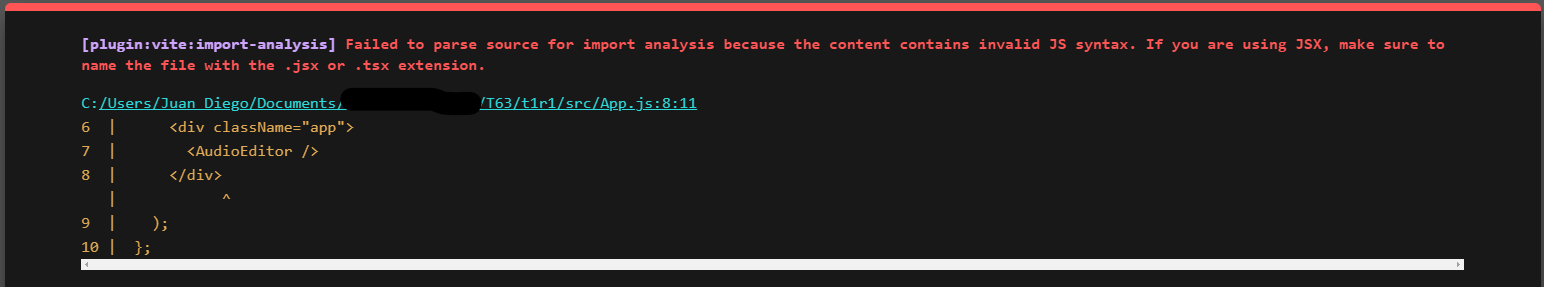 [plugin:vite:import-analysis] Failed to parse source for import analysis because the content contains invalid JS syntax. If you are using JSX, make sure to
name the file with the .jsx or .tsx extension.
C:/Users/Juan Diego/Documents/ /T63/t1r1/src/App.js:8:11
6  |      <div className="app">
7  |        <AudioEditor />
8  |      </div>
   |            ^
9  |    );
10 |  };